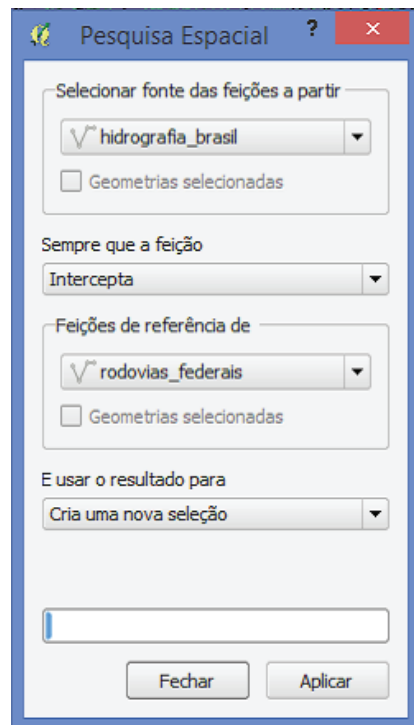 Pesquisa Espacial ? ×
Selecionar fonte das feições a partir
hidrografia_brasil
Geometrias selecionadas
Sempre que a feição
Intercepta
Feições de referência de
rodovias_federais
Geometrias selecionadas
E usar o resultado para
Cria uma nova seleção
Fechar Aplicar